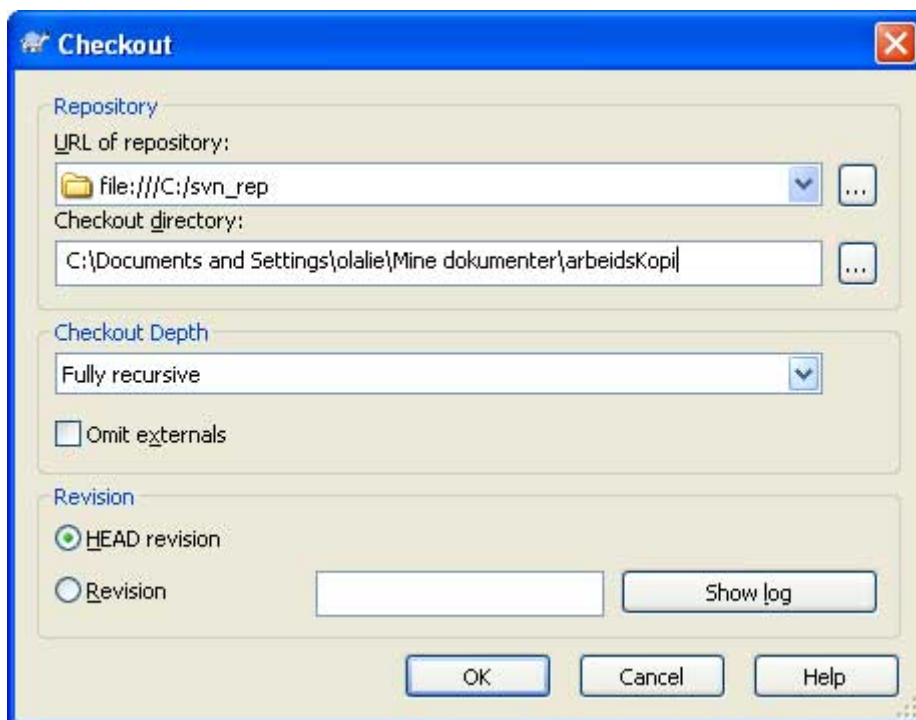 Checkout
Repository
URL of repository:
file:///C:/svn_rep
...
Checkout directory:
C:\Documents and Settings\olalie\Mine dokumenter\arbeidsKopi
...
Checkout Depth
Fully recursive
Omit externals
Revision
HEAD revision
Revision
Show log
OK Cancel Help